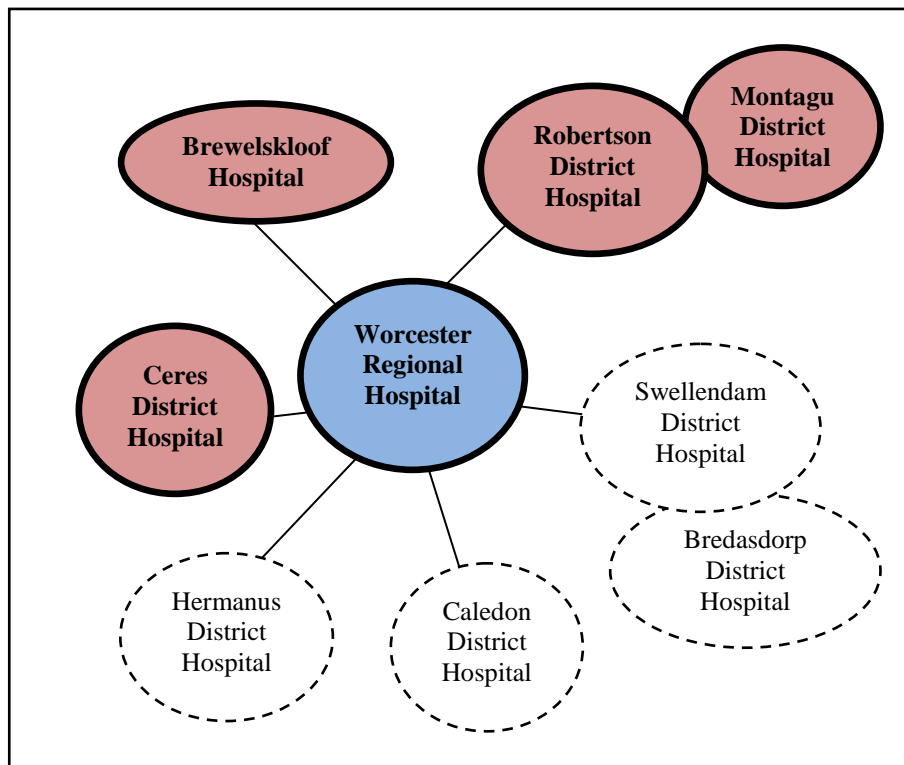 Brewelskloof
Hospital
Robertson
District
Hospital
Montagu
District
Hospital
Worcester
Regional
Hospital
Ceres
District
Hospital
Swellendam
District
Hospital
Bredasdorp
District
Hospital
Hermanus
District
Hospital
Caledon
District
Hospital